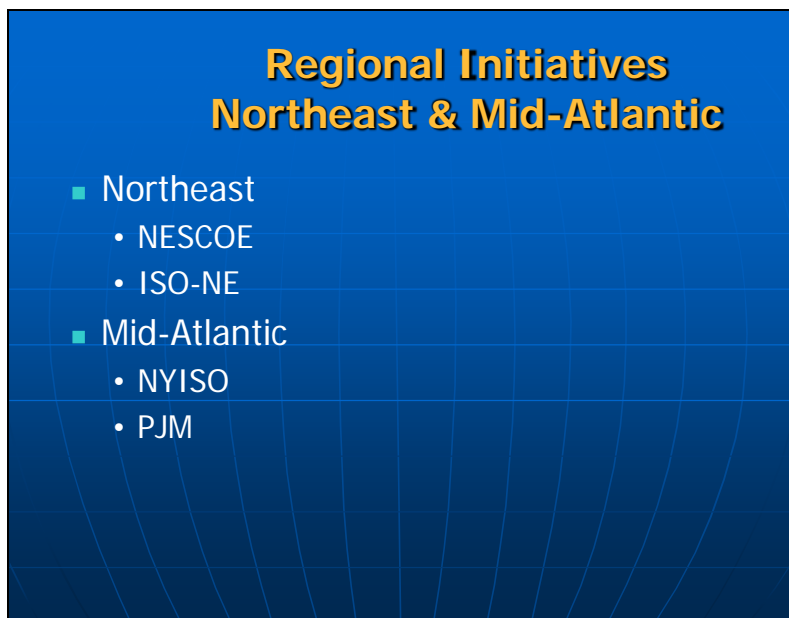 Regional Initiatives
Northeast & Mid-Atlantic
■ Northeast
• NESCOE
• ISO-NE
■ Mid-Atlantic
• NYISO
• PJM